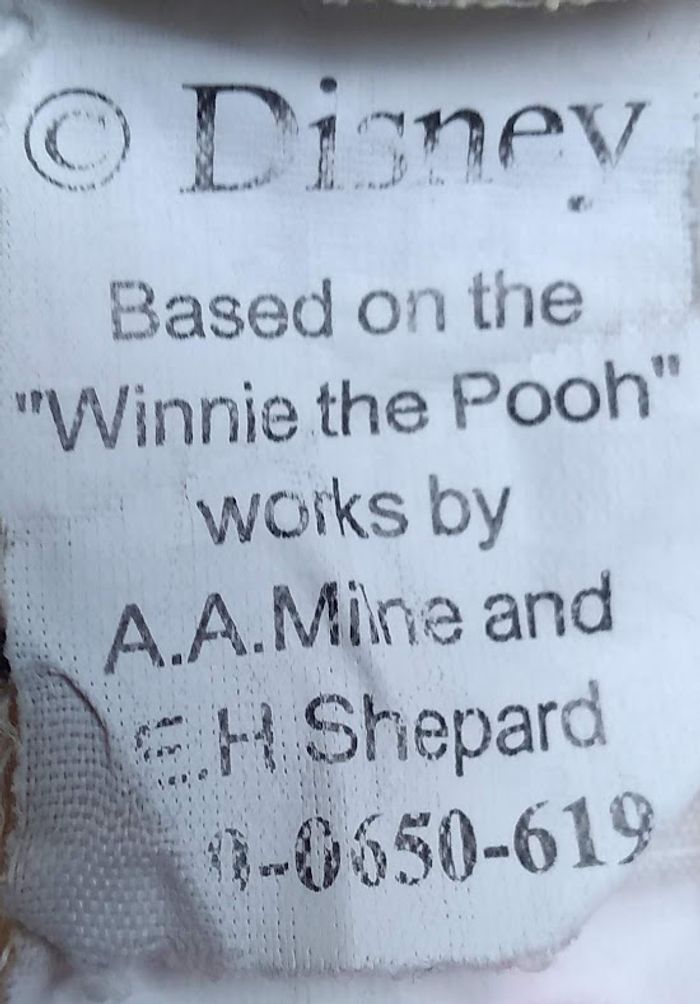 © Disney
Based on the
"Winnie the Pooh"
works by
A.A.Milne and
E.H Shepard
0-0650-619